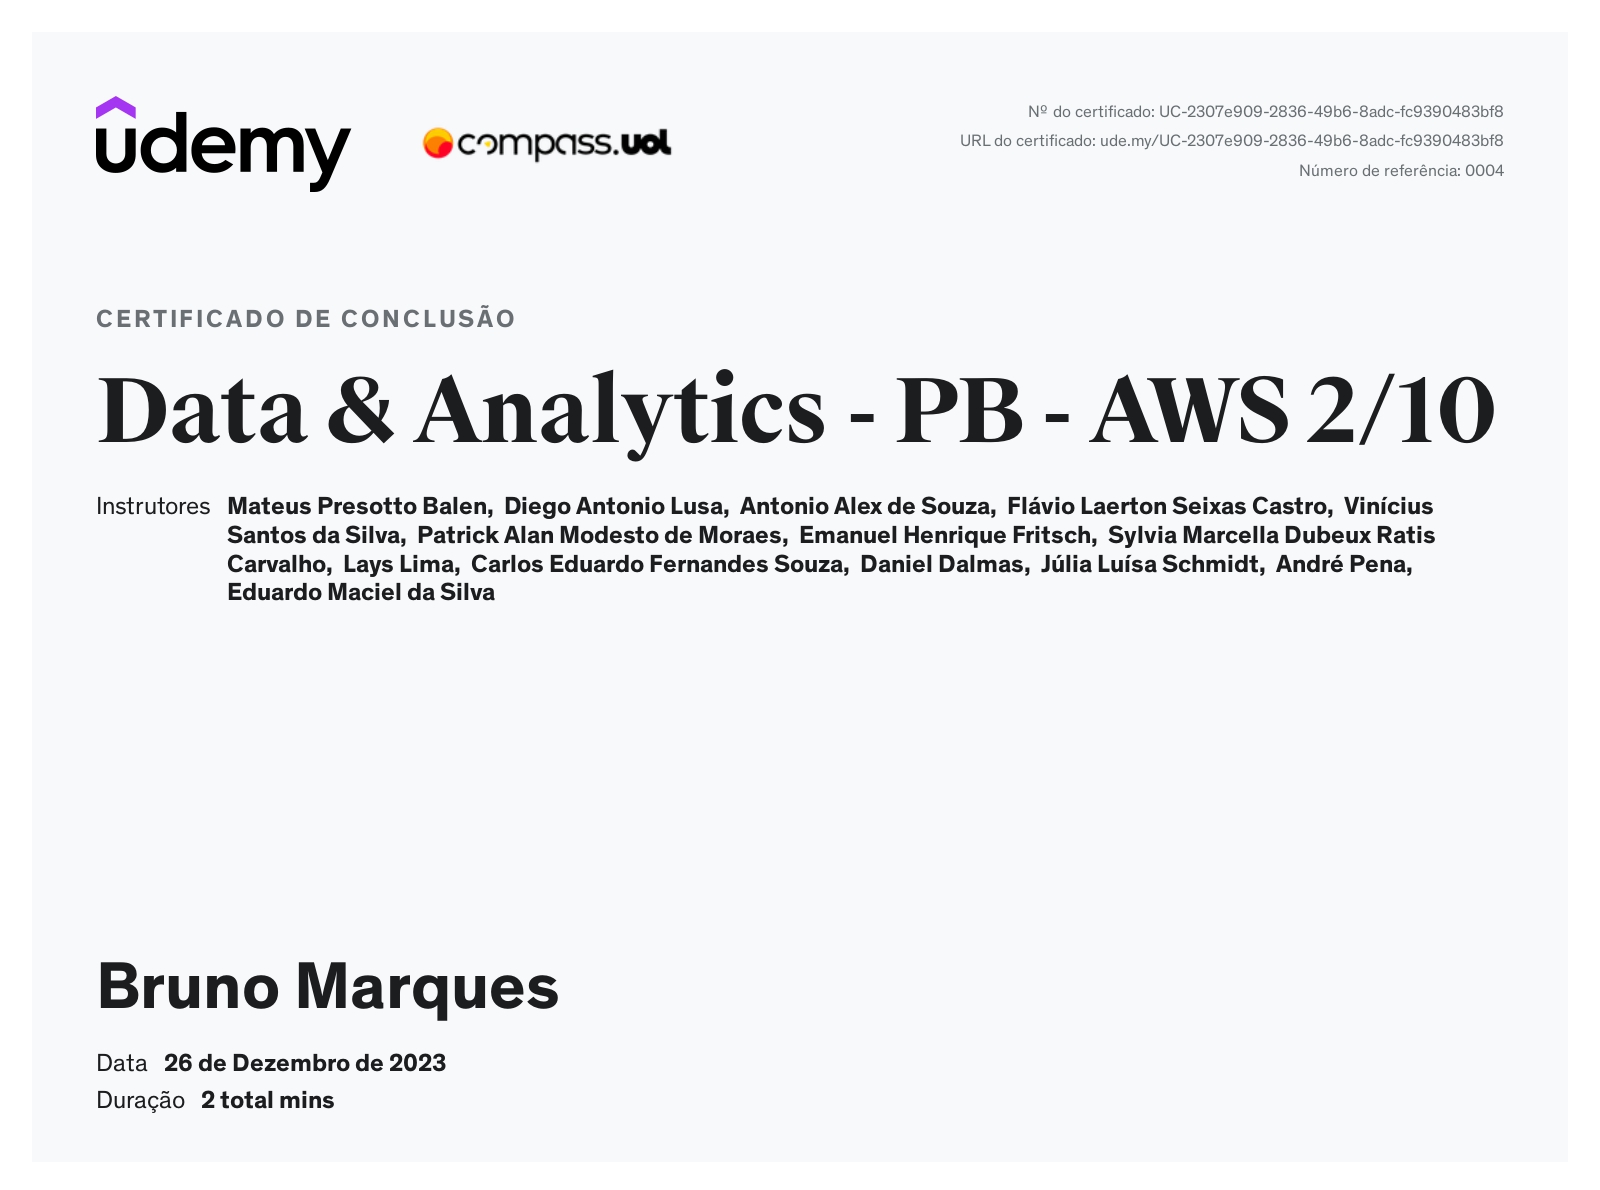 udemy
compass.uol
Nº do certificado: UC-2307e909-2836-49b6-8adc-fc9390483bf8
URL do certificado: ude.my/UC-2307e909-2836-49b6-8adc-fc9390483bf8
Número de referência: 0004
CERTIFICADO DE CONCLUSÃO
Data & Analytics - PB - AWS 2/10
Instrutores Mateus Presotto Balen, Diego Antonio Lusa, Antonio Alex de Souza, Flávio Laerton Seixas Castro, Vinícius
Santos da Silva, Patrick Alan Modesto de Moraes, Emanuel Henrique Fritsch, Sylvia Marcella Dubeux Ratis
Carvalho, Lays Lima, Carlos Eduardo Fernandes Souza, Daniel Dalmas, Júlia Luísa Schmidt, André Pena,
Eduardo Maciel da Silva
Bruno Marques
Data 26 de Dezembro de 2023
Duração 2 total mins